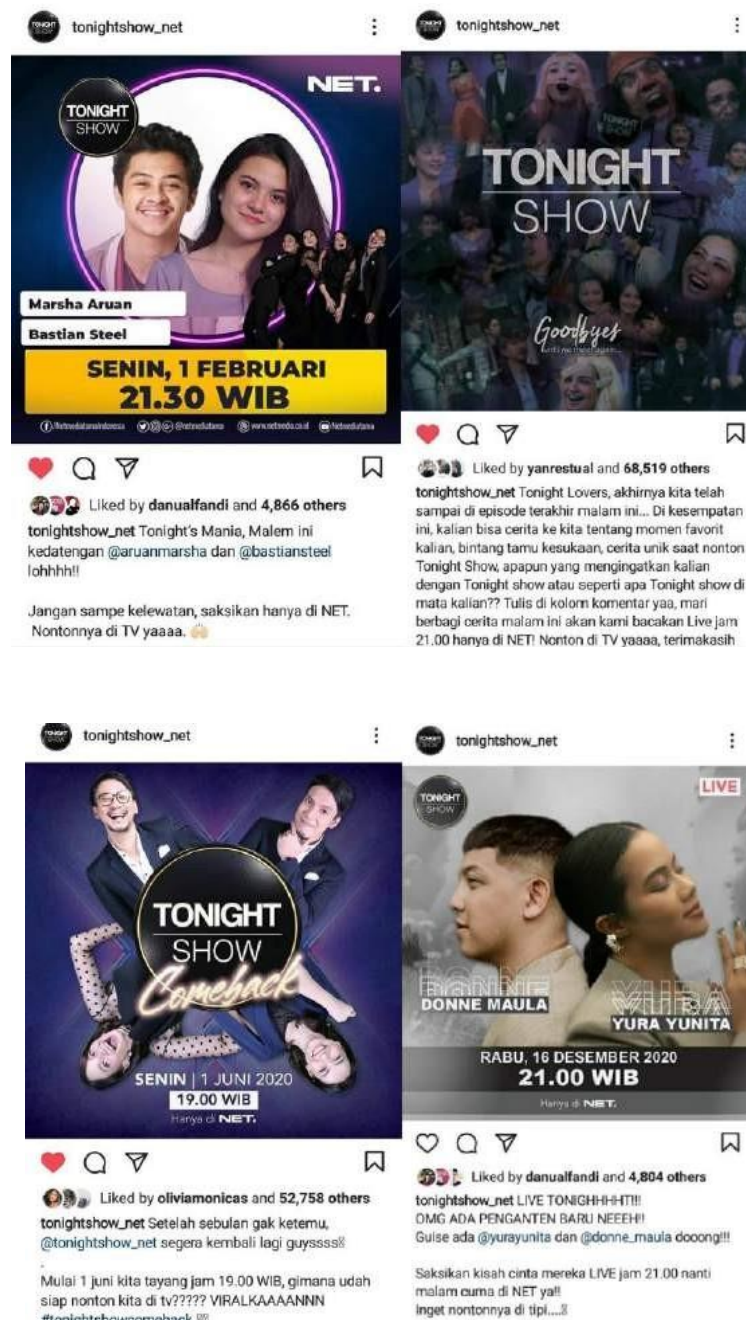 tonightshow_net
NET.
TONIGHT
SHOW
Marsha Aruan
Bastian Steel
SENIN, 1 FEBRUARI
21.30 WIB
Liked by danualfandi and 4,866 others
tonightshow_net Tonight's Mania, Malem ini
kedatengan @aruanmarsha dan @bastiansteel
lohhhh!!
Jangan sampe kelewatan, saksikan hanya di NET.
Nontonnya di TV yaaaa.
tonightshow_net
TONIGHT
SHOW
Goodbyes
Liked by yanrestual and 68,519 others
tonightshow_net Tonight Lovers, akhirnya kita telah
sampai di episode terakhir malam ini... Di kesempatan
ini, kalian bisa cerita ke kita tentang momen favorit
kalian, bintang tamu kesukaan, cerita unik saat nonton
Tonight Show, apapun yang mengingatkan kalian
dengan Tonight show atau seperti apa Tonight show di
mata kalian?? Tulis di kolom komentar yaa, mari
berbagi cerita malam ini akan kami bacakan Live jam
21.00 hanya di NET! Nonton di TV yaaaa, terimakasih
tonightshow_net
TONIGHT
SHOW
Comeback
SENIN | 1 JUNI 2020
19.00 WIB
Hanya di NET.
Liked by oliviamonicas and 52,758 others
tonightshow_net Setelah sebulan gak ketemu,
@tonightshow_net segera kembali lagi guyssss
.
Mulai 1 juni kita tayang jam 19.00 WIB, gimana udah
siap nonton kita di tv????? VIRALKAAAANNN
#tonightshowcomeback
tonightshow_net
TONIGHT
SHOW
LIVE
DONNE
DONNE MAULA
YURA
YURA YUNITA
RABU, 16 DESEMBER 2020
21.00 WIB
Hanya di NET.
Liked by danualfandi and 4,804 others
tonightshow_net LIVE TONIGHHHHT!!!
OMG ADA PENGANTEN BARU NEEEH!!
Guise ada @yurayunita dan @donne_maula dooong!!!
Saksikan kisah cinta mereka LIVE jam 21.00 nanti
malam cuma di NET ya!!
Inget nontonnya di tipi....